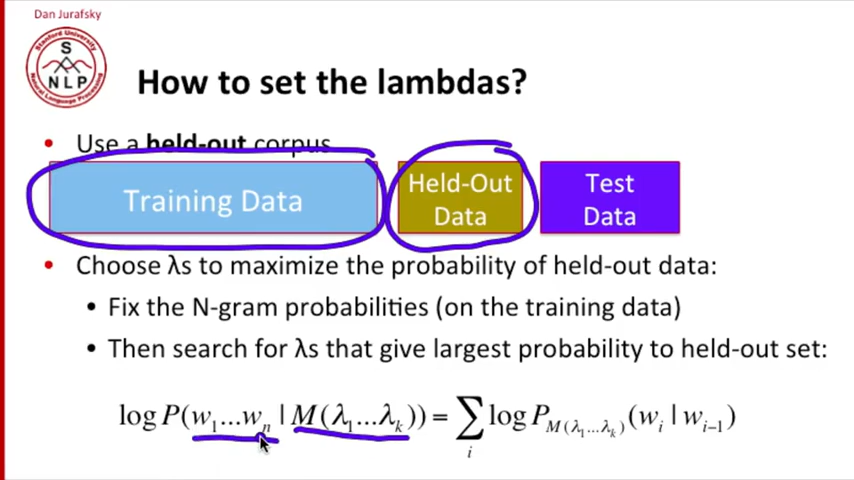 Dan Jurafsky
Stanford University
S
NLP
Natural Language Processing
How to set the lambdas?
• Use a held-out corpus
Training Data
Held-Out
Data
Test
Data
• Choose λs to maximize the probability of held-out data:
• Fix the N-gram probabilities (on the training data)
• Then search for λs that give largest probability to held-out set:
log P(w₁...wₙ | M(λ₁...λₖ)) = ∑ᵢ log P_{M(λ₁...λₖ)}(wᵢ | wᵢ₋₁)